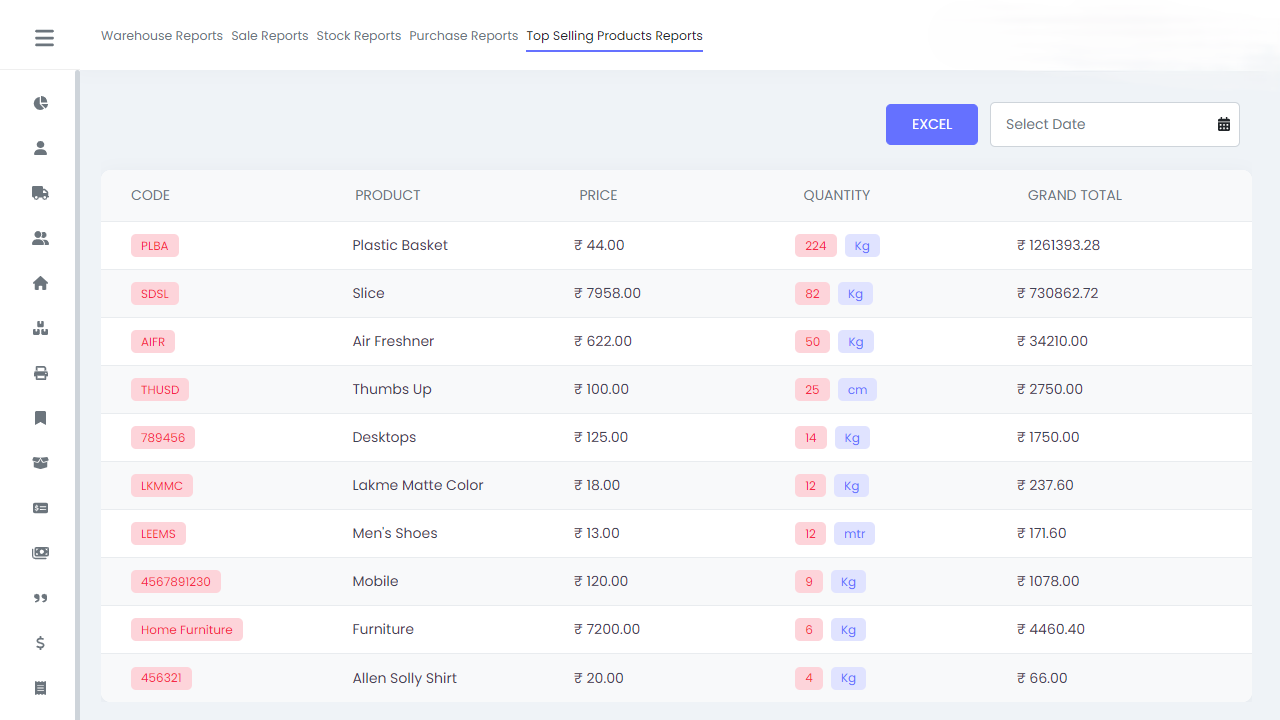 Warehouse Reports Sale Reports Stock Reports Purchase Reports Top Selling Products Reports
EXCEL Select Date
CODE PRODUCT PRICE QUANTITY GRAND TOTAL
PLBA Plastic Basket ₹ 44.00 224 Kg ₹ 1261393.28
SDSL Slice ₹ 7958.00 82 Kg ₹ 730862.72
AIFR Air Freshner ₹ 622.00 50 Kg ₹ 34210.00
THUSD Thumbs Up ₹ 100.00 25 cm ₹ 2750.00
789456 Desktops ₹ 125.00 14 Kg ₹ 1750.00
LKMMC Lakme Matte Color ₹ 18.00 12 Kg ₹ 237.60
LEEMS Men's Shoes ₹ 13.00 12 mtr ₹ 171.60
4567891230 Mobile ₹ 120.00 9 Kg ₹ 1078.00
Home Furniture Furniture ₹ 7200.00 6 Kg ₹ 4460.40
456321 Allen Solly Shirt ₹ 20.00 4 Kg ₹ 66.00